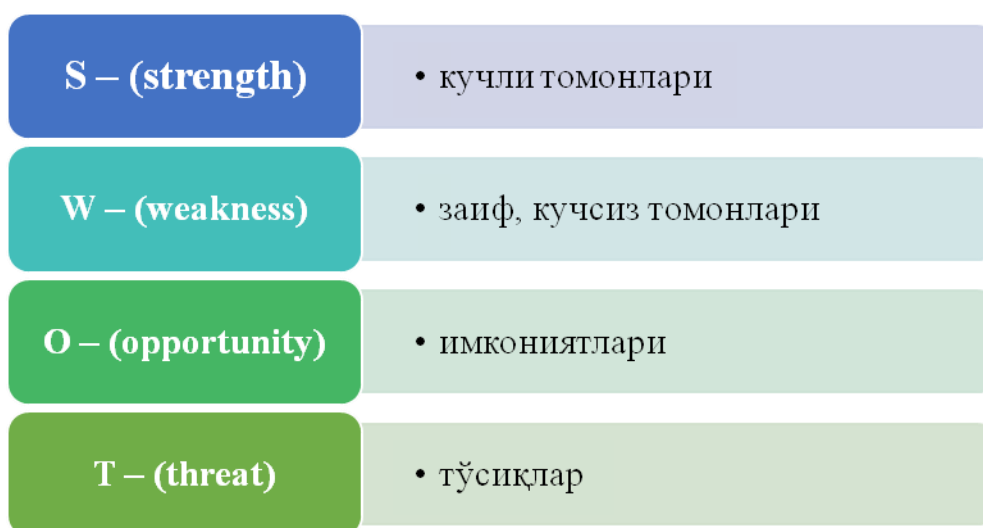 S – (strength)
• кучли томонлари
W – (weakness)
• заиф, кучсиз томонлари
O – (opportunity)
• имкониятлари
T – (threat)
• тўсиқлар